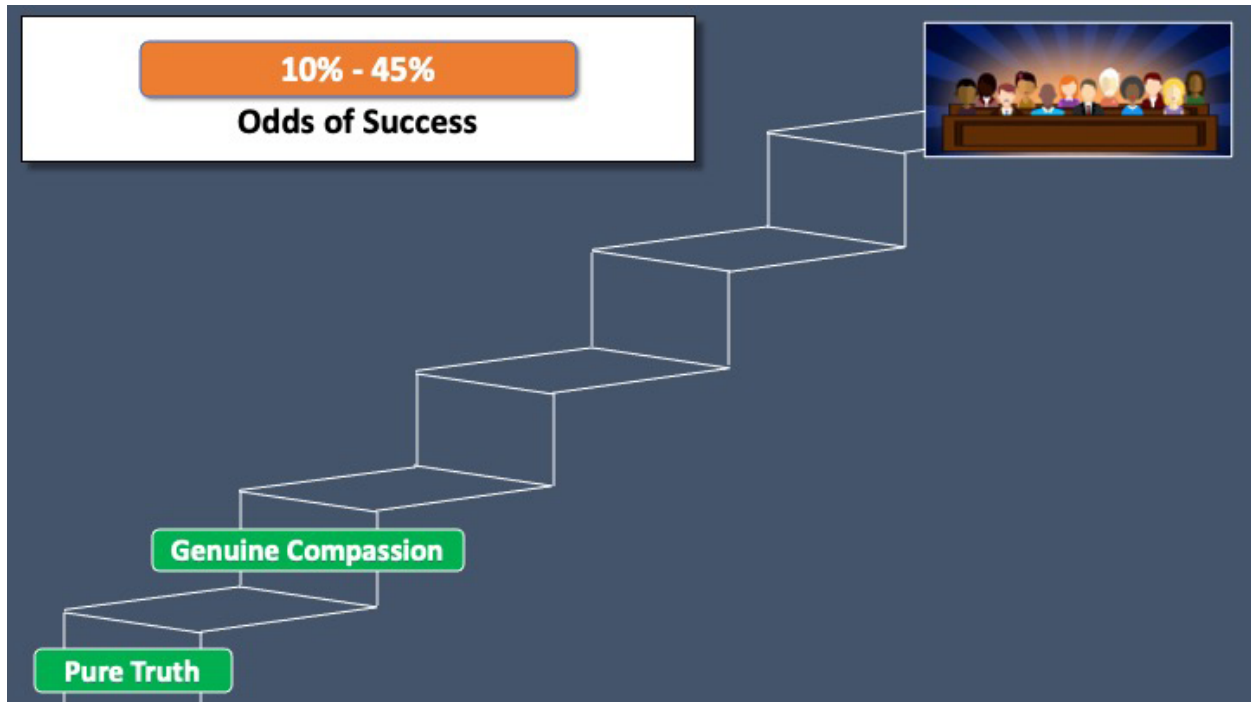 10% - 45%
Odds of Success
Genuine Compassion
Pure Truth